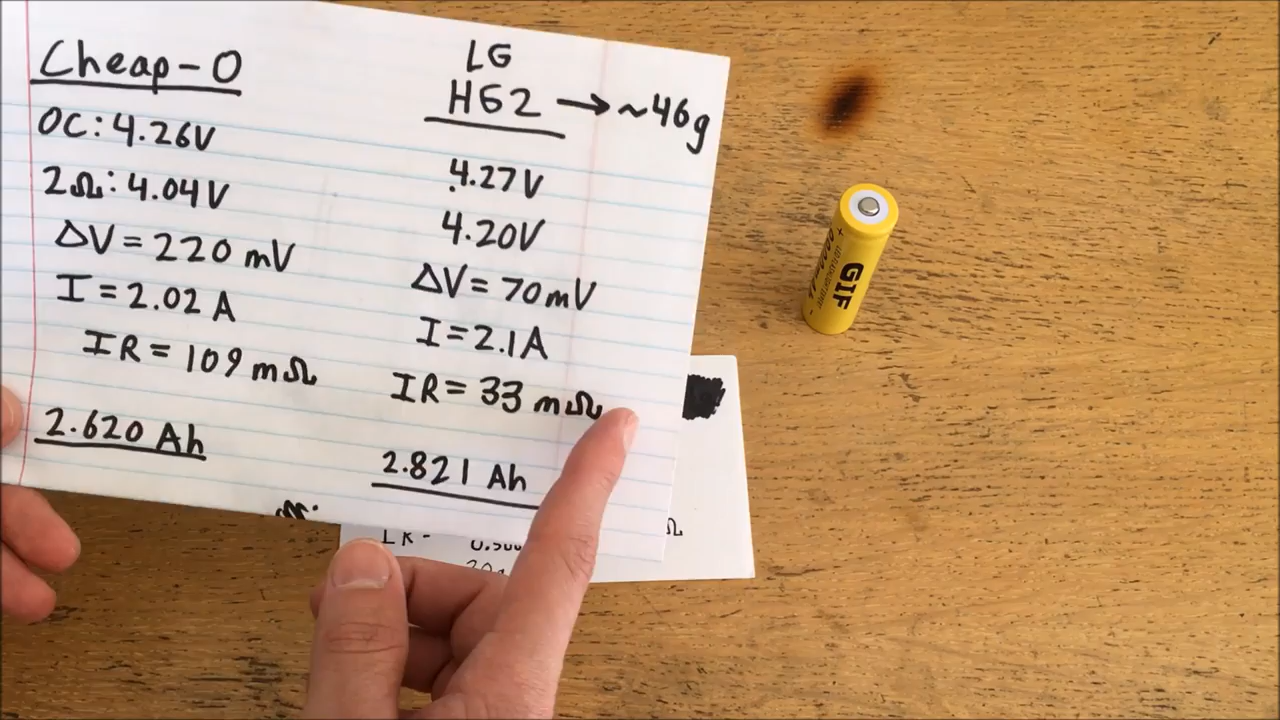 Cheap-O
OC: 4.26V
2Ω: 4.04V
ΔV = 220 mV
I = 2.02 A
IR = 109 mΩ
2.620 Ah
LG
HG2 → ~46g
4.27V
4.20V
ΔV = 70mV
I = 2.1A
IR = 33 mΩ
2.821 Ah
GIF